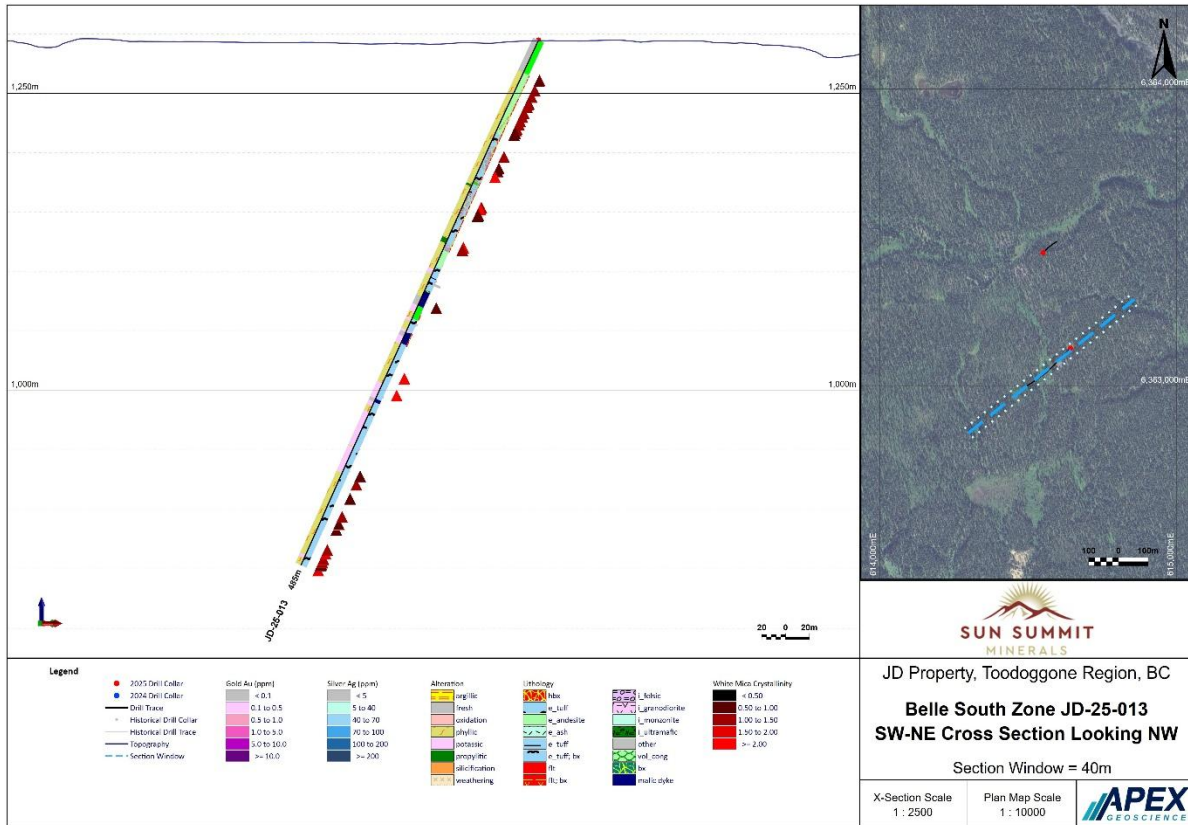 1,250m
1,250m
1,000m
1,000m
485m
JD-25-013
20 0 20m
N
6,384,000mE
6,383,000mE
614,000mE
615,000mE
100 0 100m
SUN SUMMIT
MINERALS
JD Property, Toodoggone Region, BC
Belle South Zone JD-25-013
SW-NE Cross Section Looking NW
Section Window = 40m
X-Section Scale
1 : 2500
Plan Map Scale
1 : 10000
APEX
GEOSCIENCE
Legend
2025 Drill Collar
2024 Drill Collar
Drill Trace
Historical Drill Collar
Historical Drill Trace
Topography
Section Window
Gold Au (ppm)
< 0.1
0.1 to 0.5
0.5 to 1.0
1.0 to 5.0
5.0 to 10.0
>= 10.0
Silver Ag (ppm)
< 5
5 to 40
40 to 70
70 to 100
100 to 200
>= 200
Alteration
argillic
fresh
oxidation
phyllic
potassic
propylitic
silicification
weathering
Lithology
hbx
e_tuff
e_andesite
e_ash
e_tuff
e_tuff; bx
flt
flt; bx
i_felsic
i_granodiorite
i_monzonite
i_ultramafic
other
vol_cong
bx
mafic dyke
White Mica Crystallinity
< 0.50
0.50 to 1.00
1.00 to 1.50
1.50 to 2.00
>= 2.00